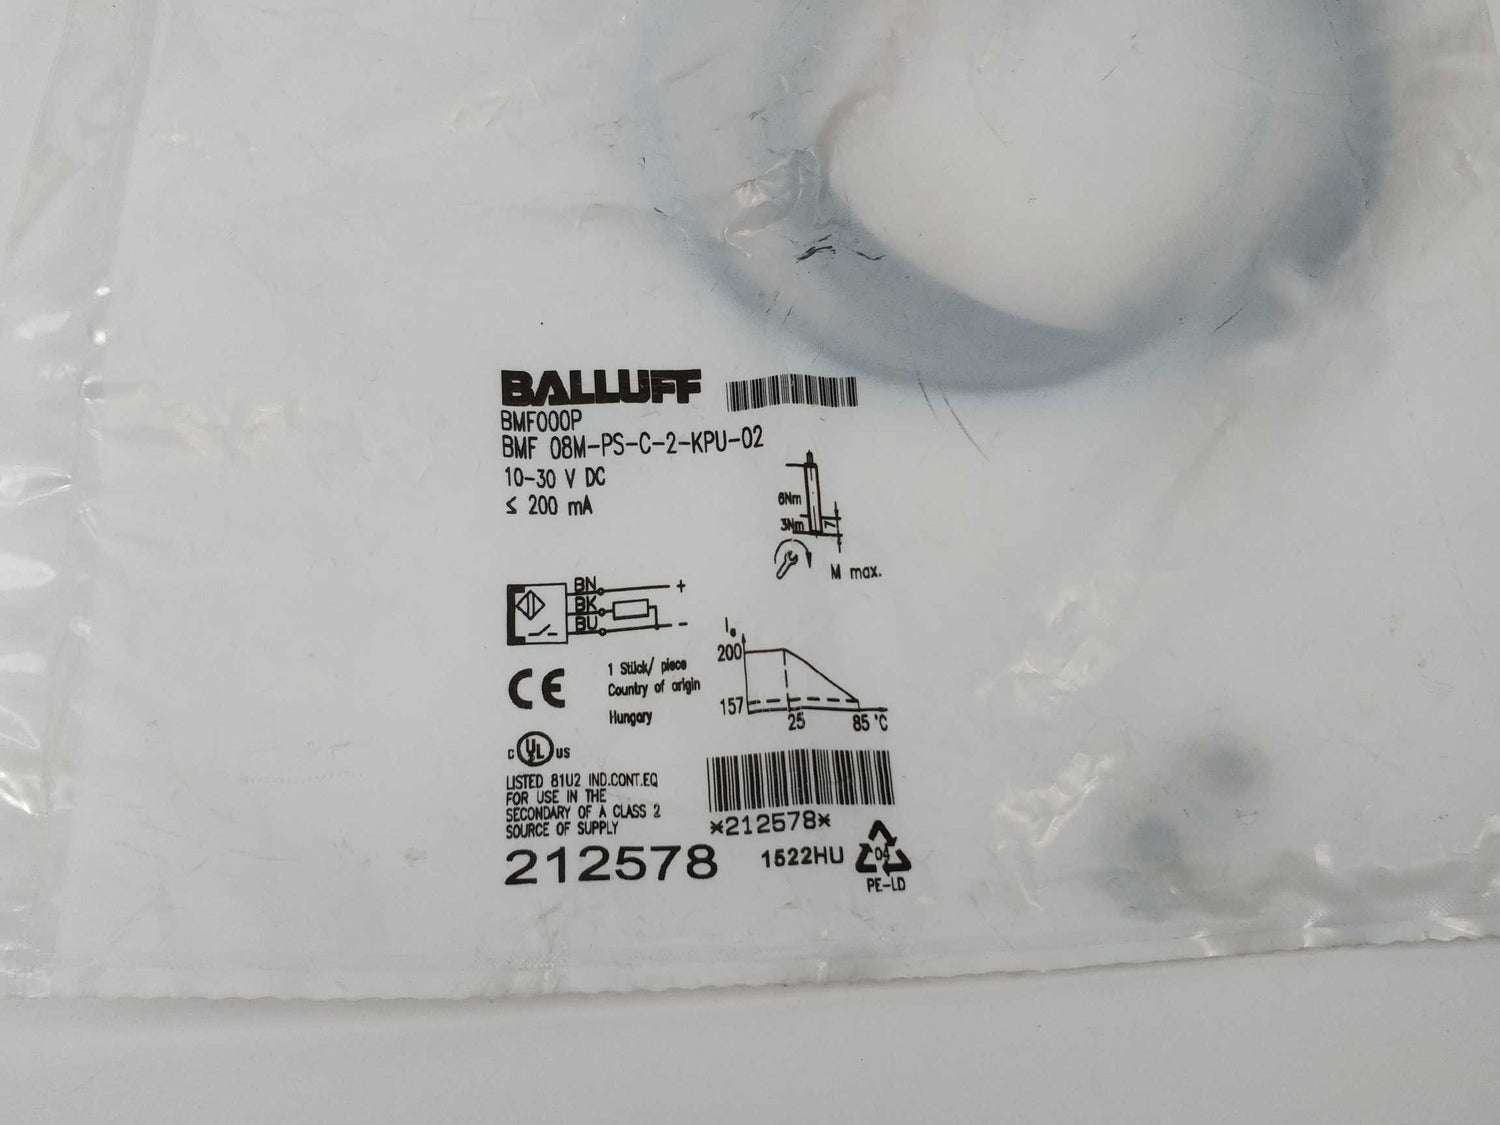 BALLUFF
BMF000P
BMF 08M-PS-C-2-KPU-02
10-30 V DC
≤ 200 mA
6Nm
3Nm
7
M max.
BN +
BK
BU -
CE
1 Stück/ piece
Country of origin
Hungary
200
157
25 85 °C
c UL us
LISTED 81U2 IND.CONT.EQ
FOR USE IN THE
SECONDARY OF A CLASS 2
SOURCE OF SUPPLY
*212578*
212578 1522HU 04
PE-LD